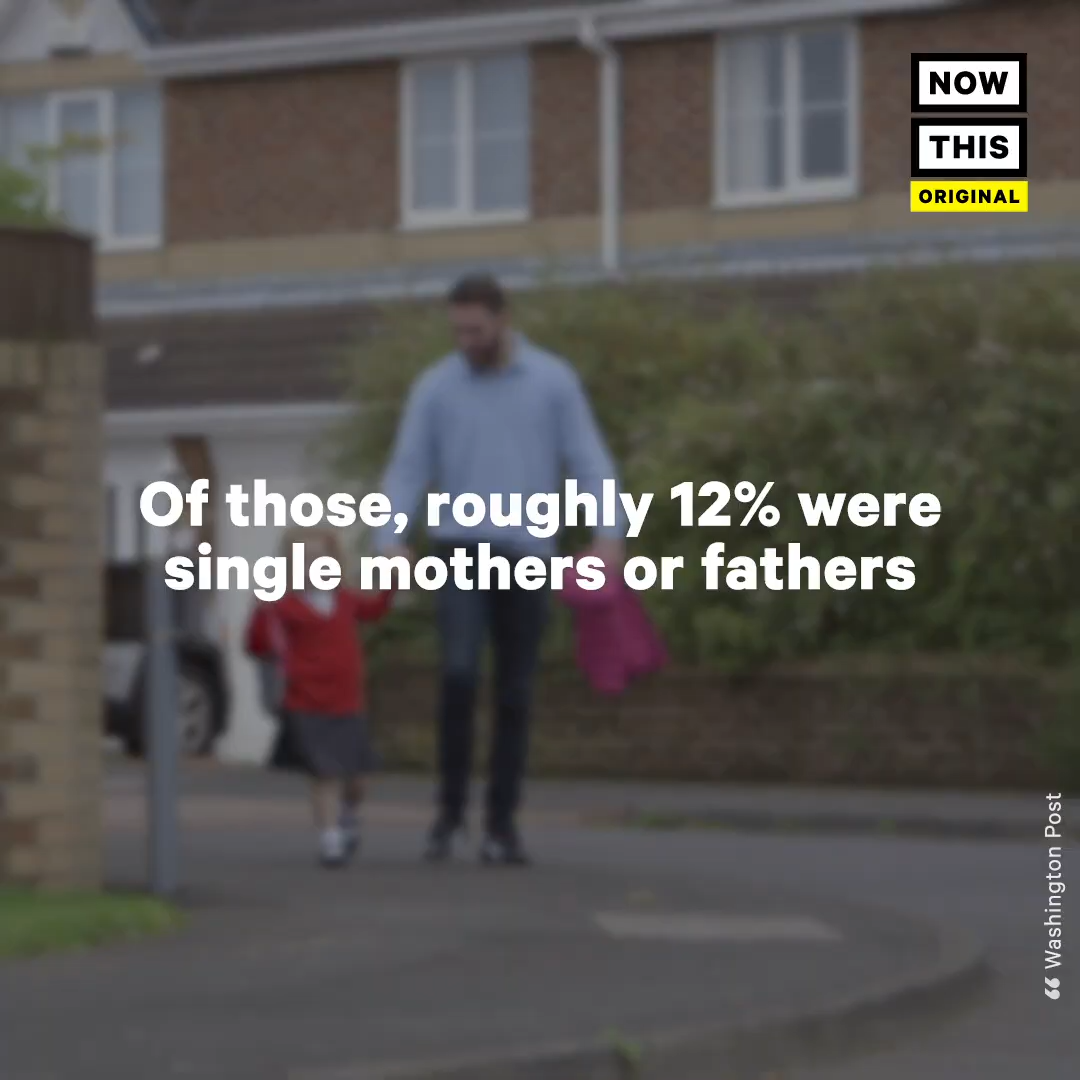 NOW
THIS
ORIGINAL
Of those, roughly 12% were
single mothers or fathers
❝ Washington Post